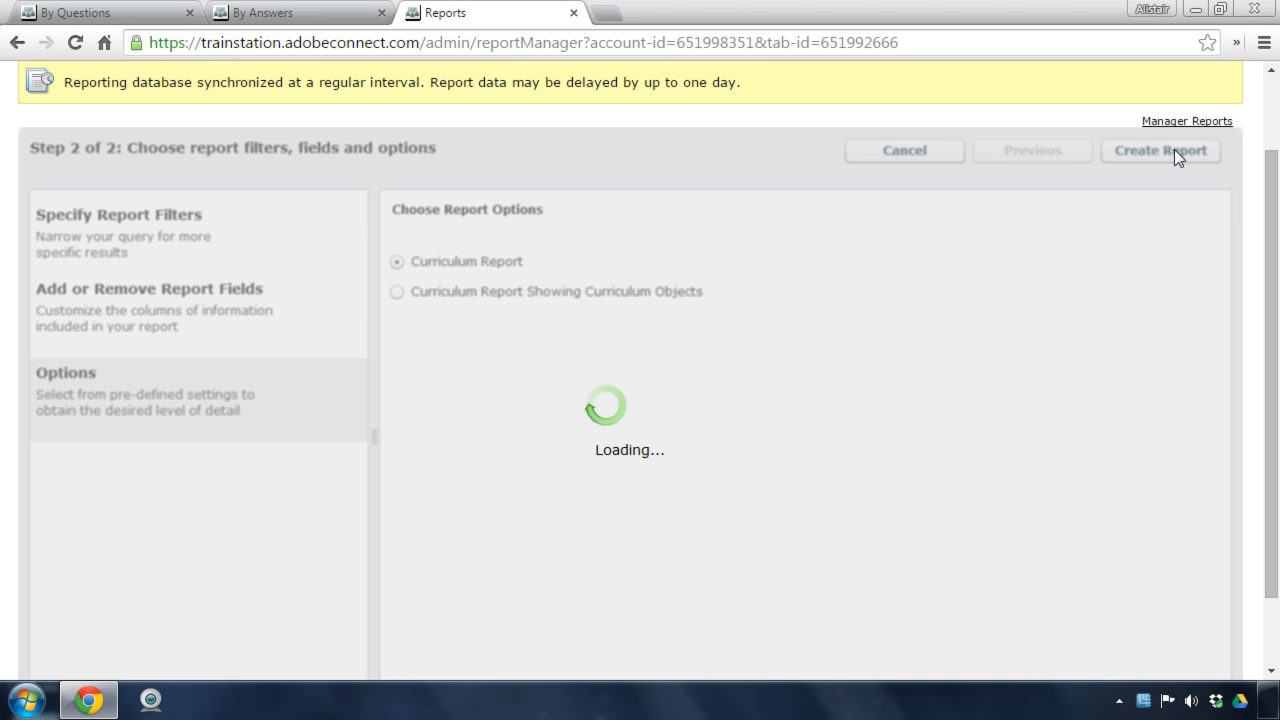 By Questions
By Answers
Reports
Alistair
https://trainstation.adobeconnect.com/admin/reportManager?account-id=651998351&tab-id=651992666
Reporting database synchronized at a regular interval. Report data may be delayed by up to one day.
Manager Reports
Step 2 of 2: Choose report filters, fields and options
Cancel
Previous
Create Report
Specify Report Filters
Narrow your query for more
specific results
Add or Remove Report Fields
Customize the columns of information
included in your report
Options
Select from pre-defined settings to
obtain the desired level of detail
Choose Report Options
Curriculum Report
Curriculum Report Showing Curriculum Objects
Loading...